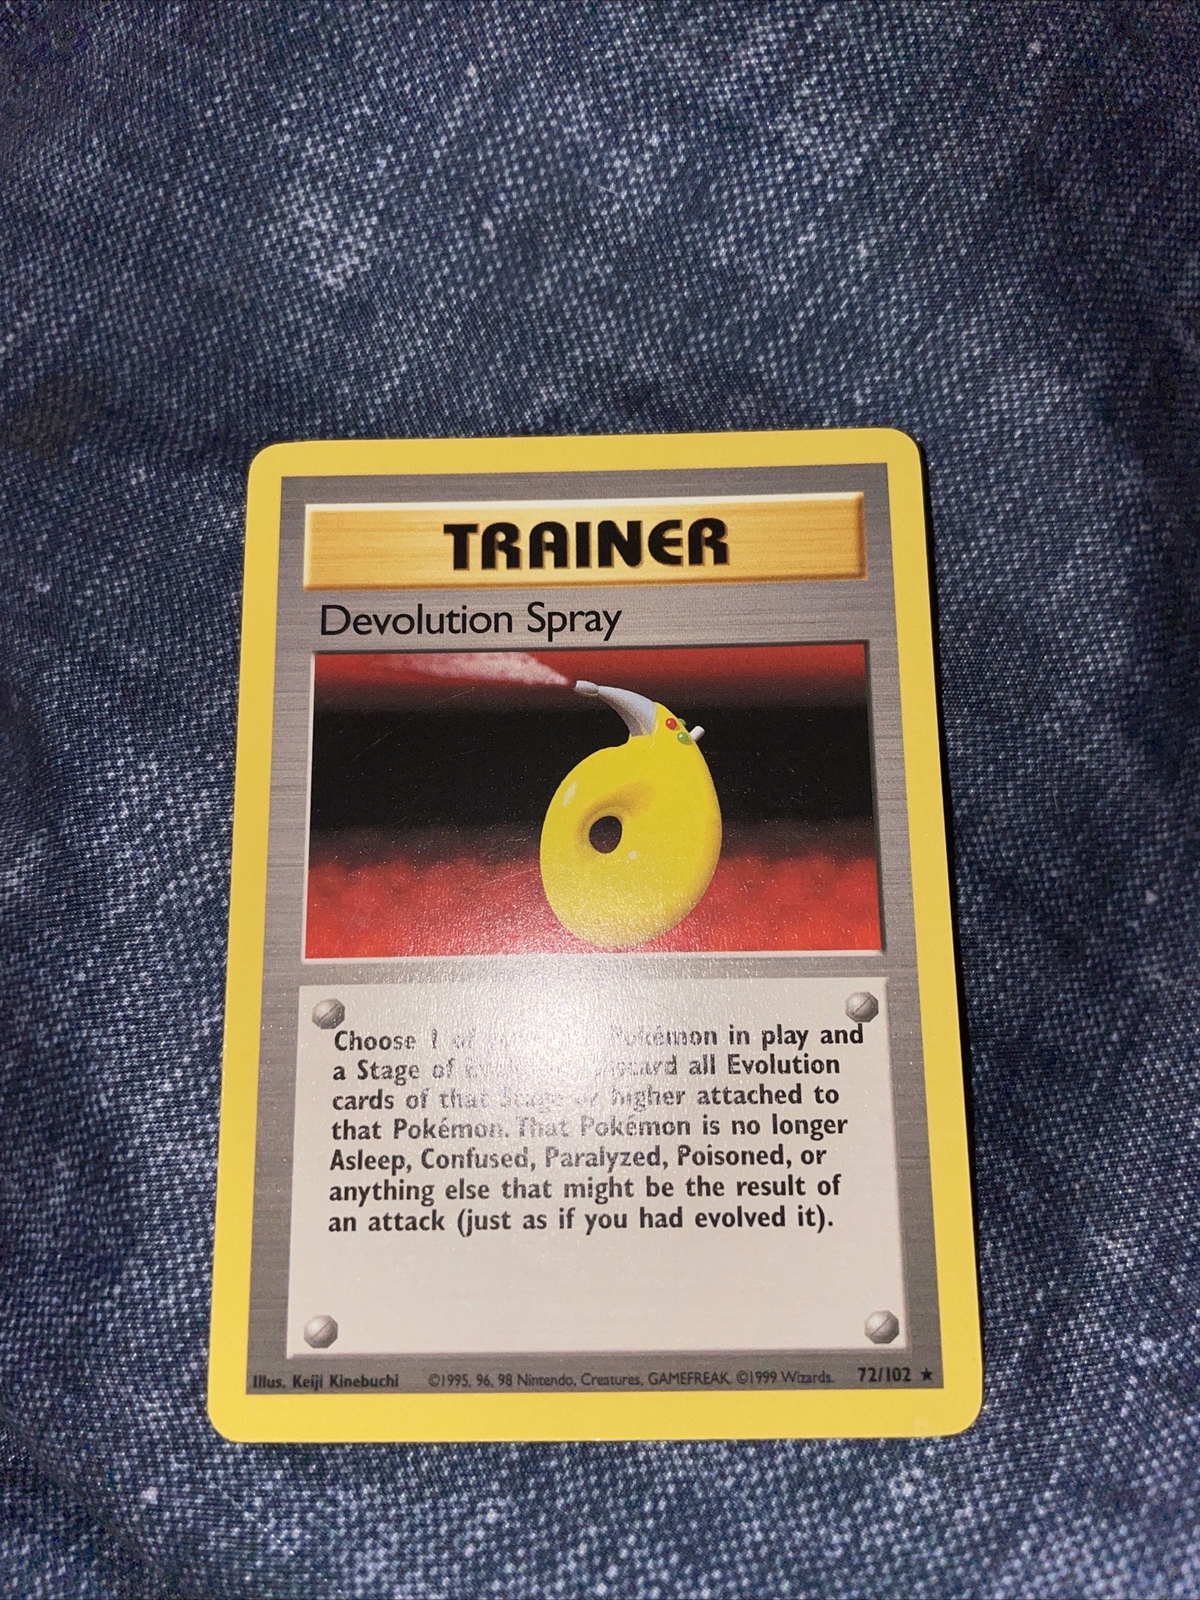 TRAINER
Devolution Spray
Choose 1 of Pokémon in play and
a Stage of discard all Evolution
cards of that Stage or higher attached to
that Pokémon. That Pokémon is no longer
Asleep, Confused, Paralyzed, Poisoned, or
anything else that might be the result of
an attack (just as if you had evolved it).
Illus. Keiji Kinebuchi ©1995, 96, 98 Nintendo, Creatures, GAMEFREAK. ©1999 Wizards. 72/102 ★